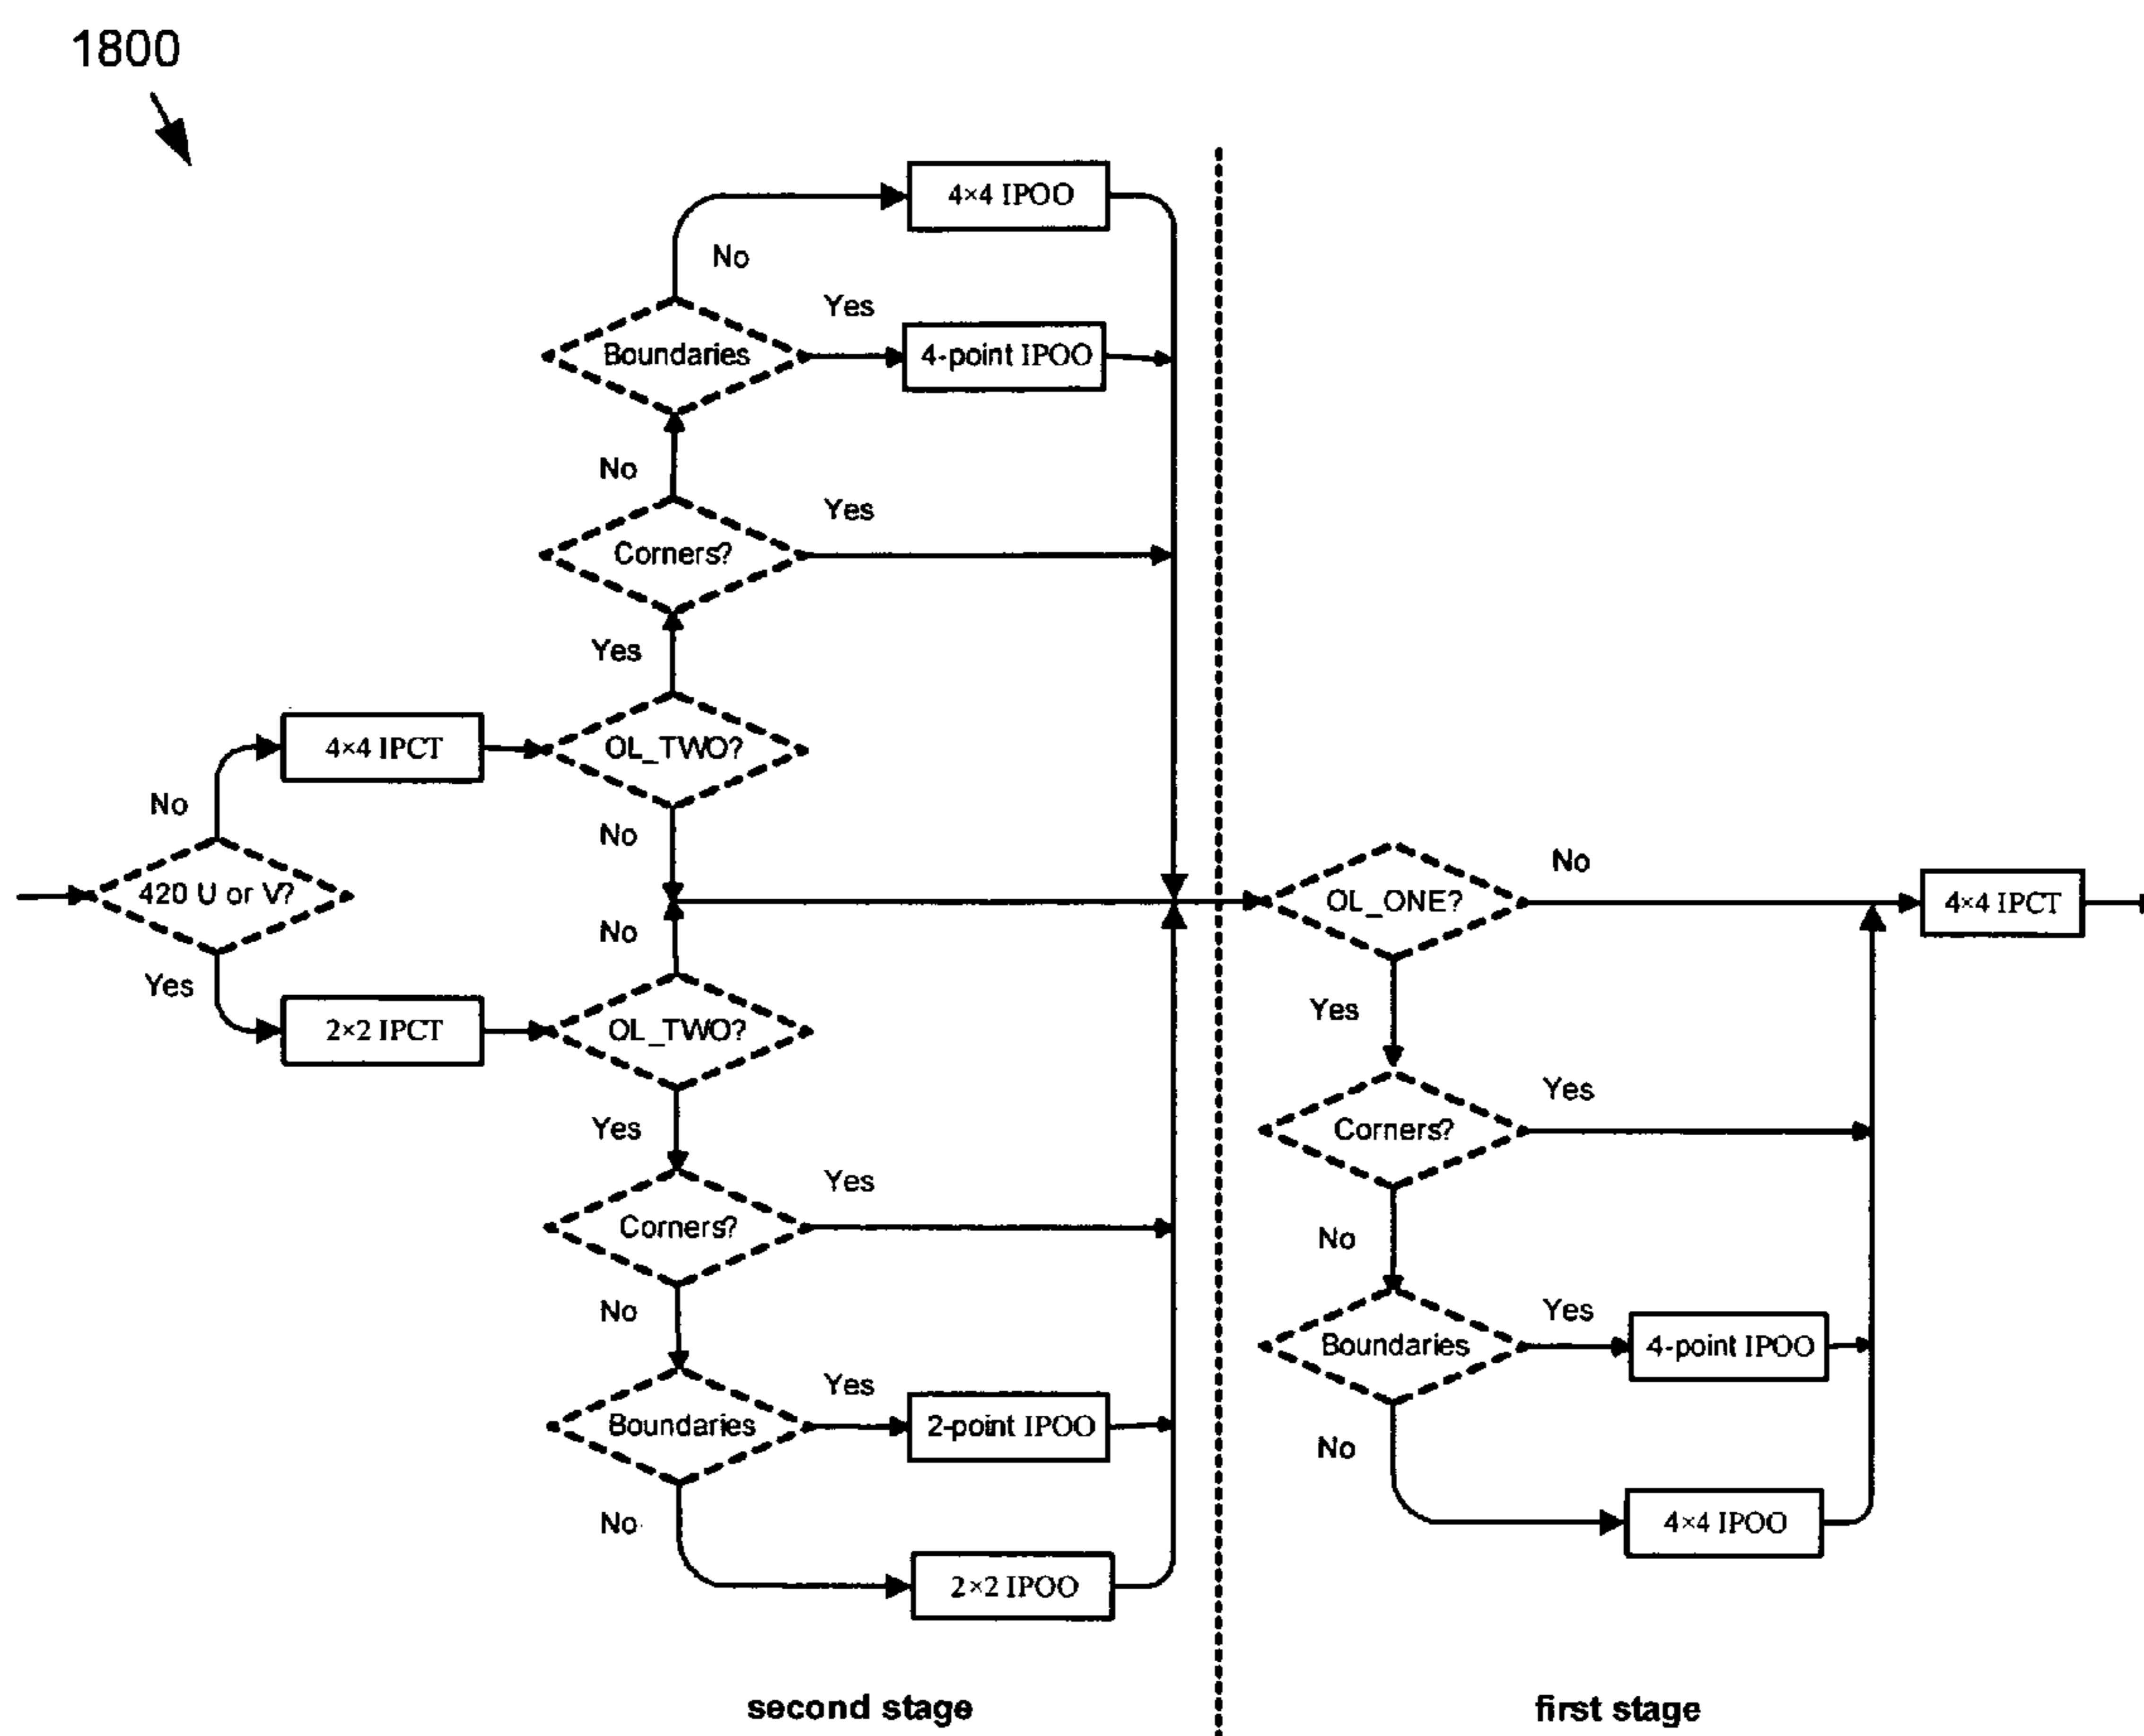 1800
4×4 IPOO
No
Yes
Boundaries
4-point IPOO
No
Yes
Corners?
Yes
4×4 IPCT
OL_TWO?
No
No
420 U or V?
No
OL_ONE?
No
4×4 IPCT
Yes
2×2 IPCT
OL_TWO?
Yes
Yes
Corners?
Yes
Yes
Corners?
No
No
Yes
Boundaries
4-point IPOO
Yes
Boundaries
2-point IPOO
No
No
4×4 IPOO
2×2 IPOO
second stage
first stage